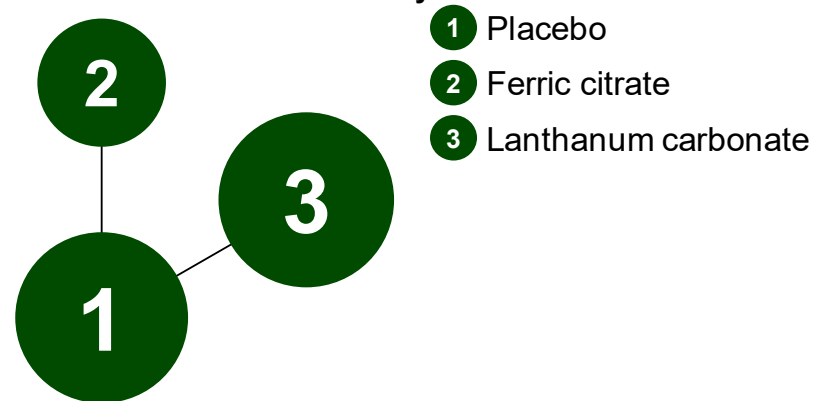 1 Placebo
2 Ferric citrate
3 Lanthanum carbonate
2
3
1